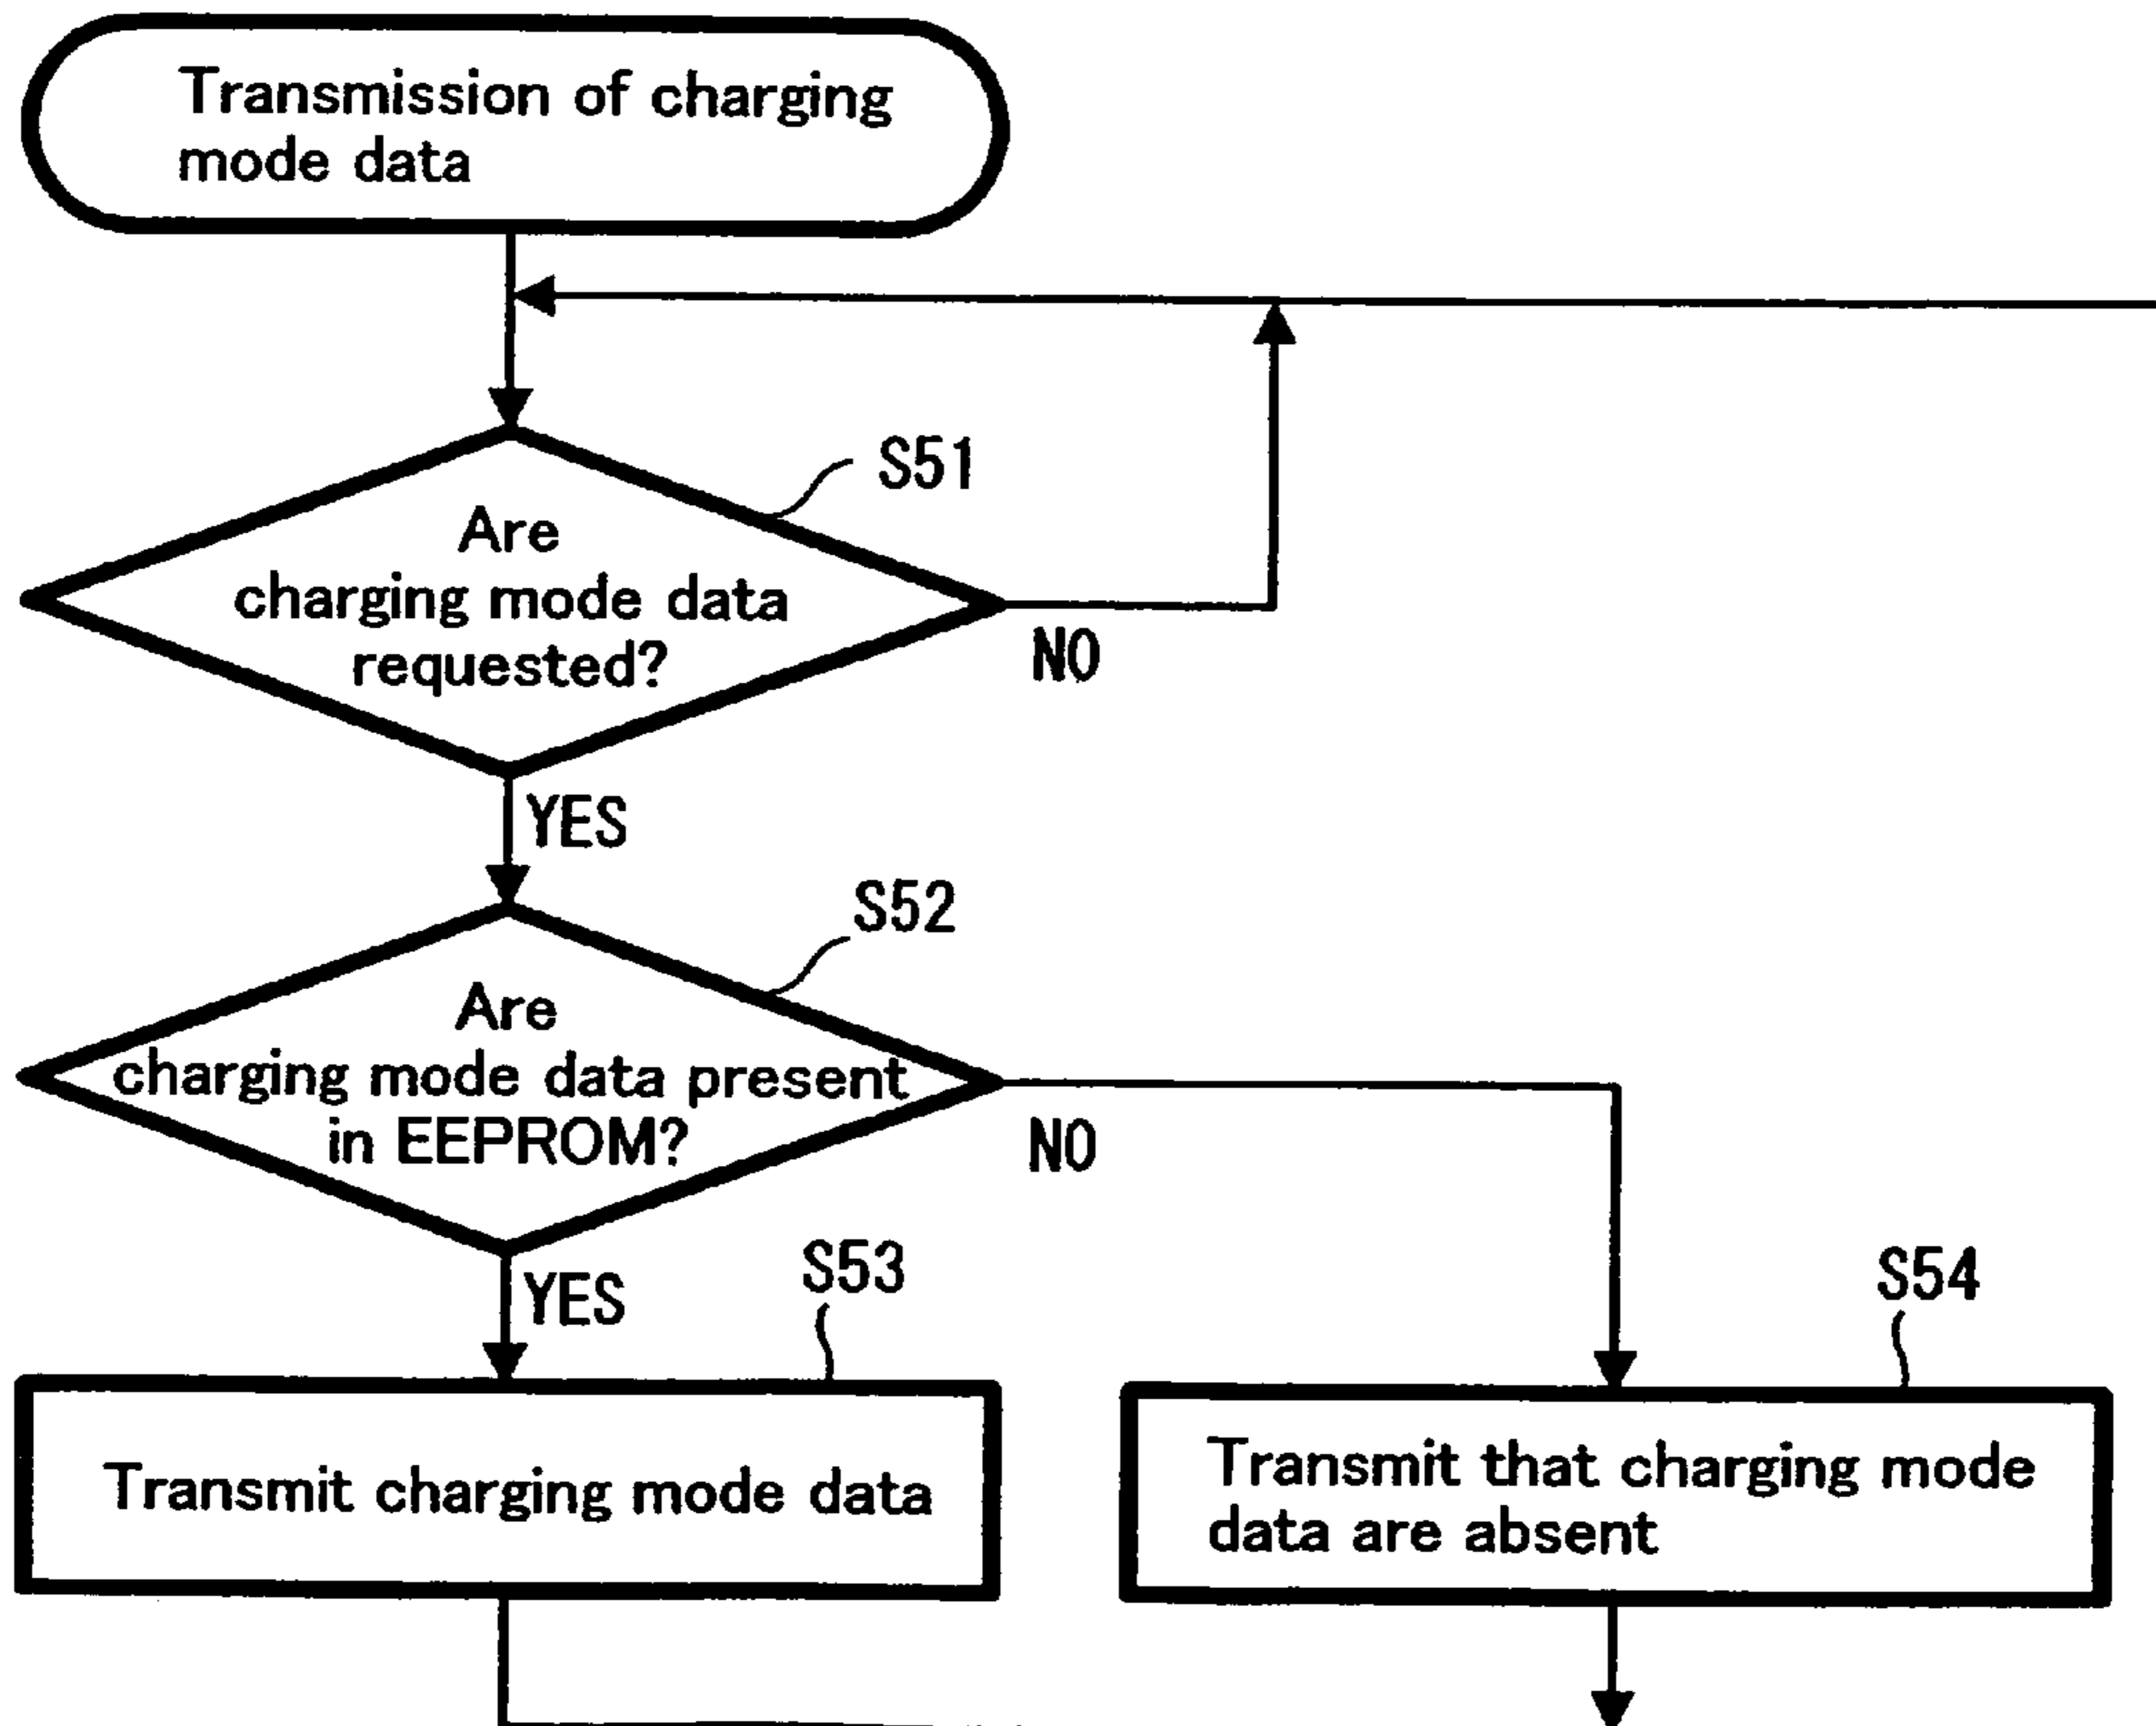 Transmission of charging
mode data
S51
Are
charging mode data
requested?
NO
YES
S52
Are
charging mode data present
in EEPROM?
NO
YES
S53
S54
Transmit charging mode data
Transmit that charging mode
data are absent